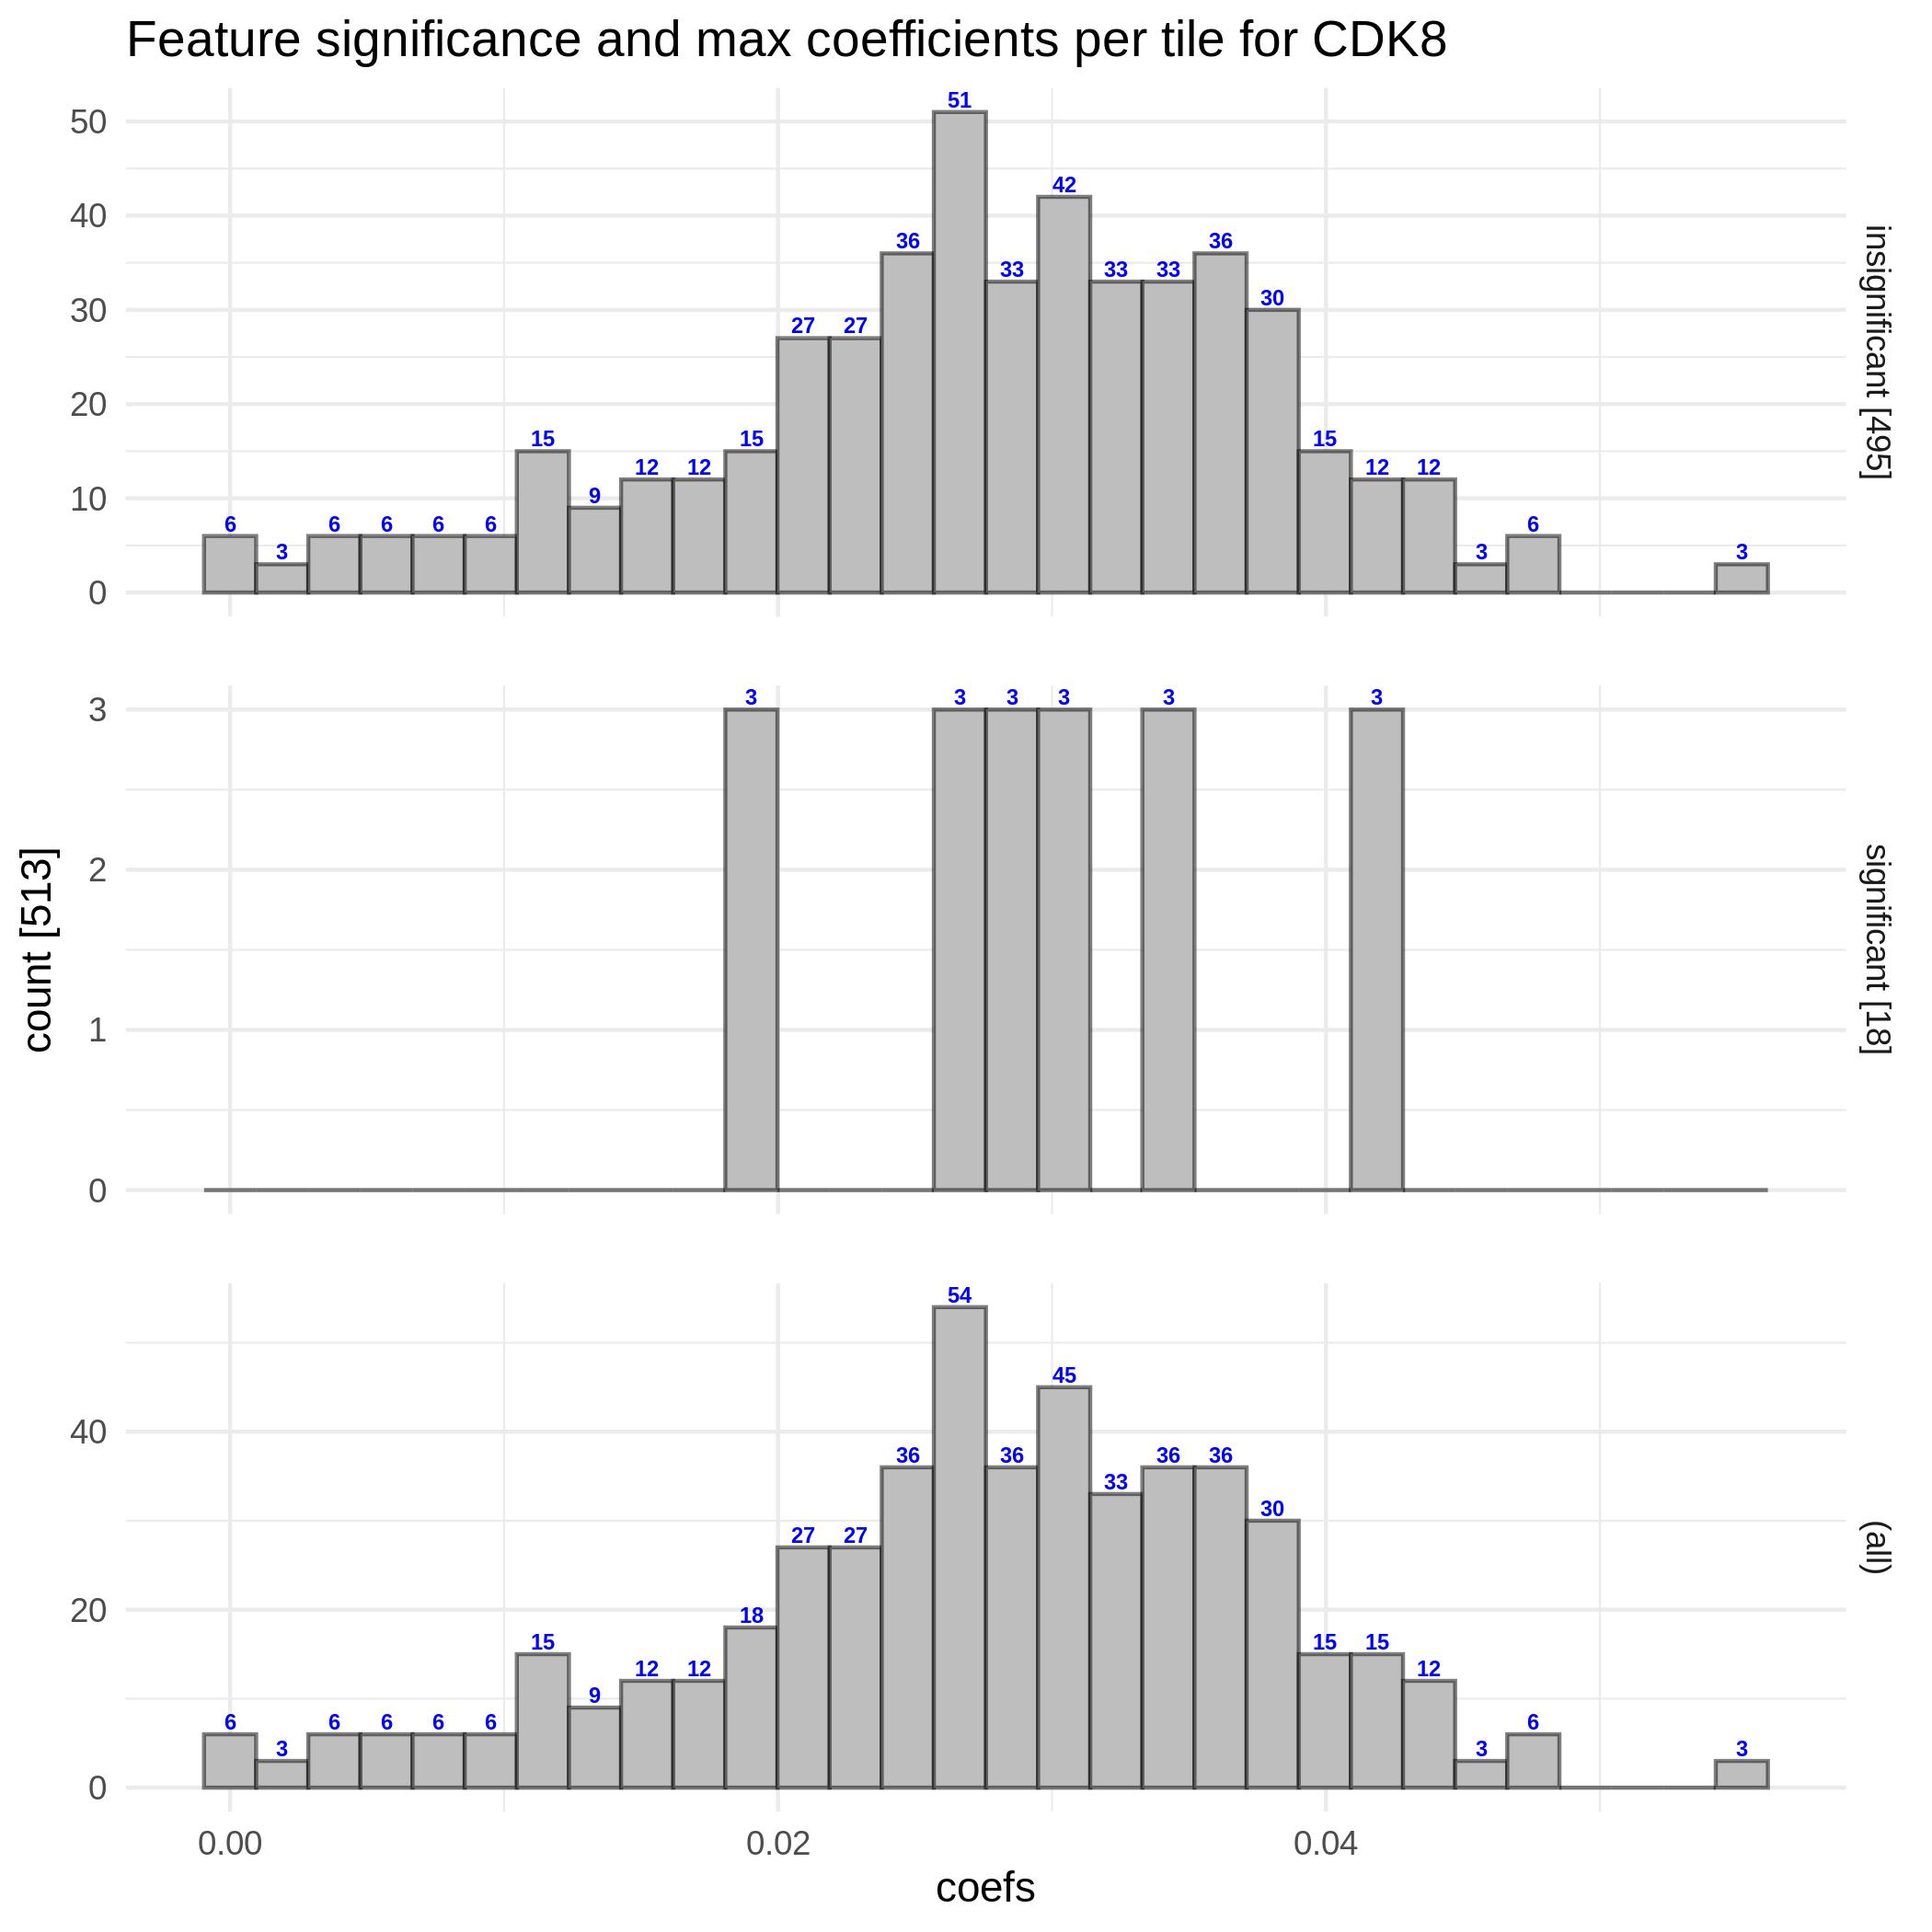 Feature significance and max coefficients per tile for CDK8
50
40
30
20
10
0
6 3 6 6 6 6 15 9 12 12 15 27 27 36 51 33 42 33 33 36 30 15 12 12 3 6 3
insignificant [495]
3
2
1
0
3 3 3 3 3 3
significant [18]
count [513]
40
20
0
6 3 6 6 6 6 15 9 12 12 18 27 27 36 54 36 45 33 36 36 30 15 15 12 3 6 3
(all)
0.00 0.02 0.04
coefs